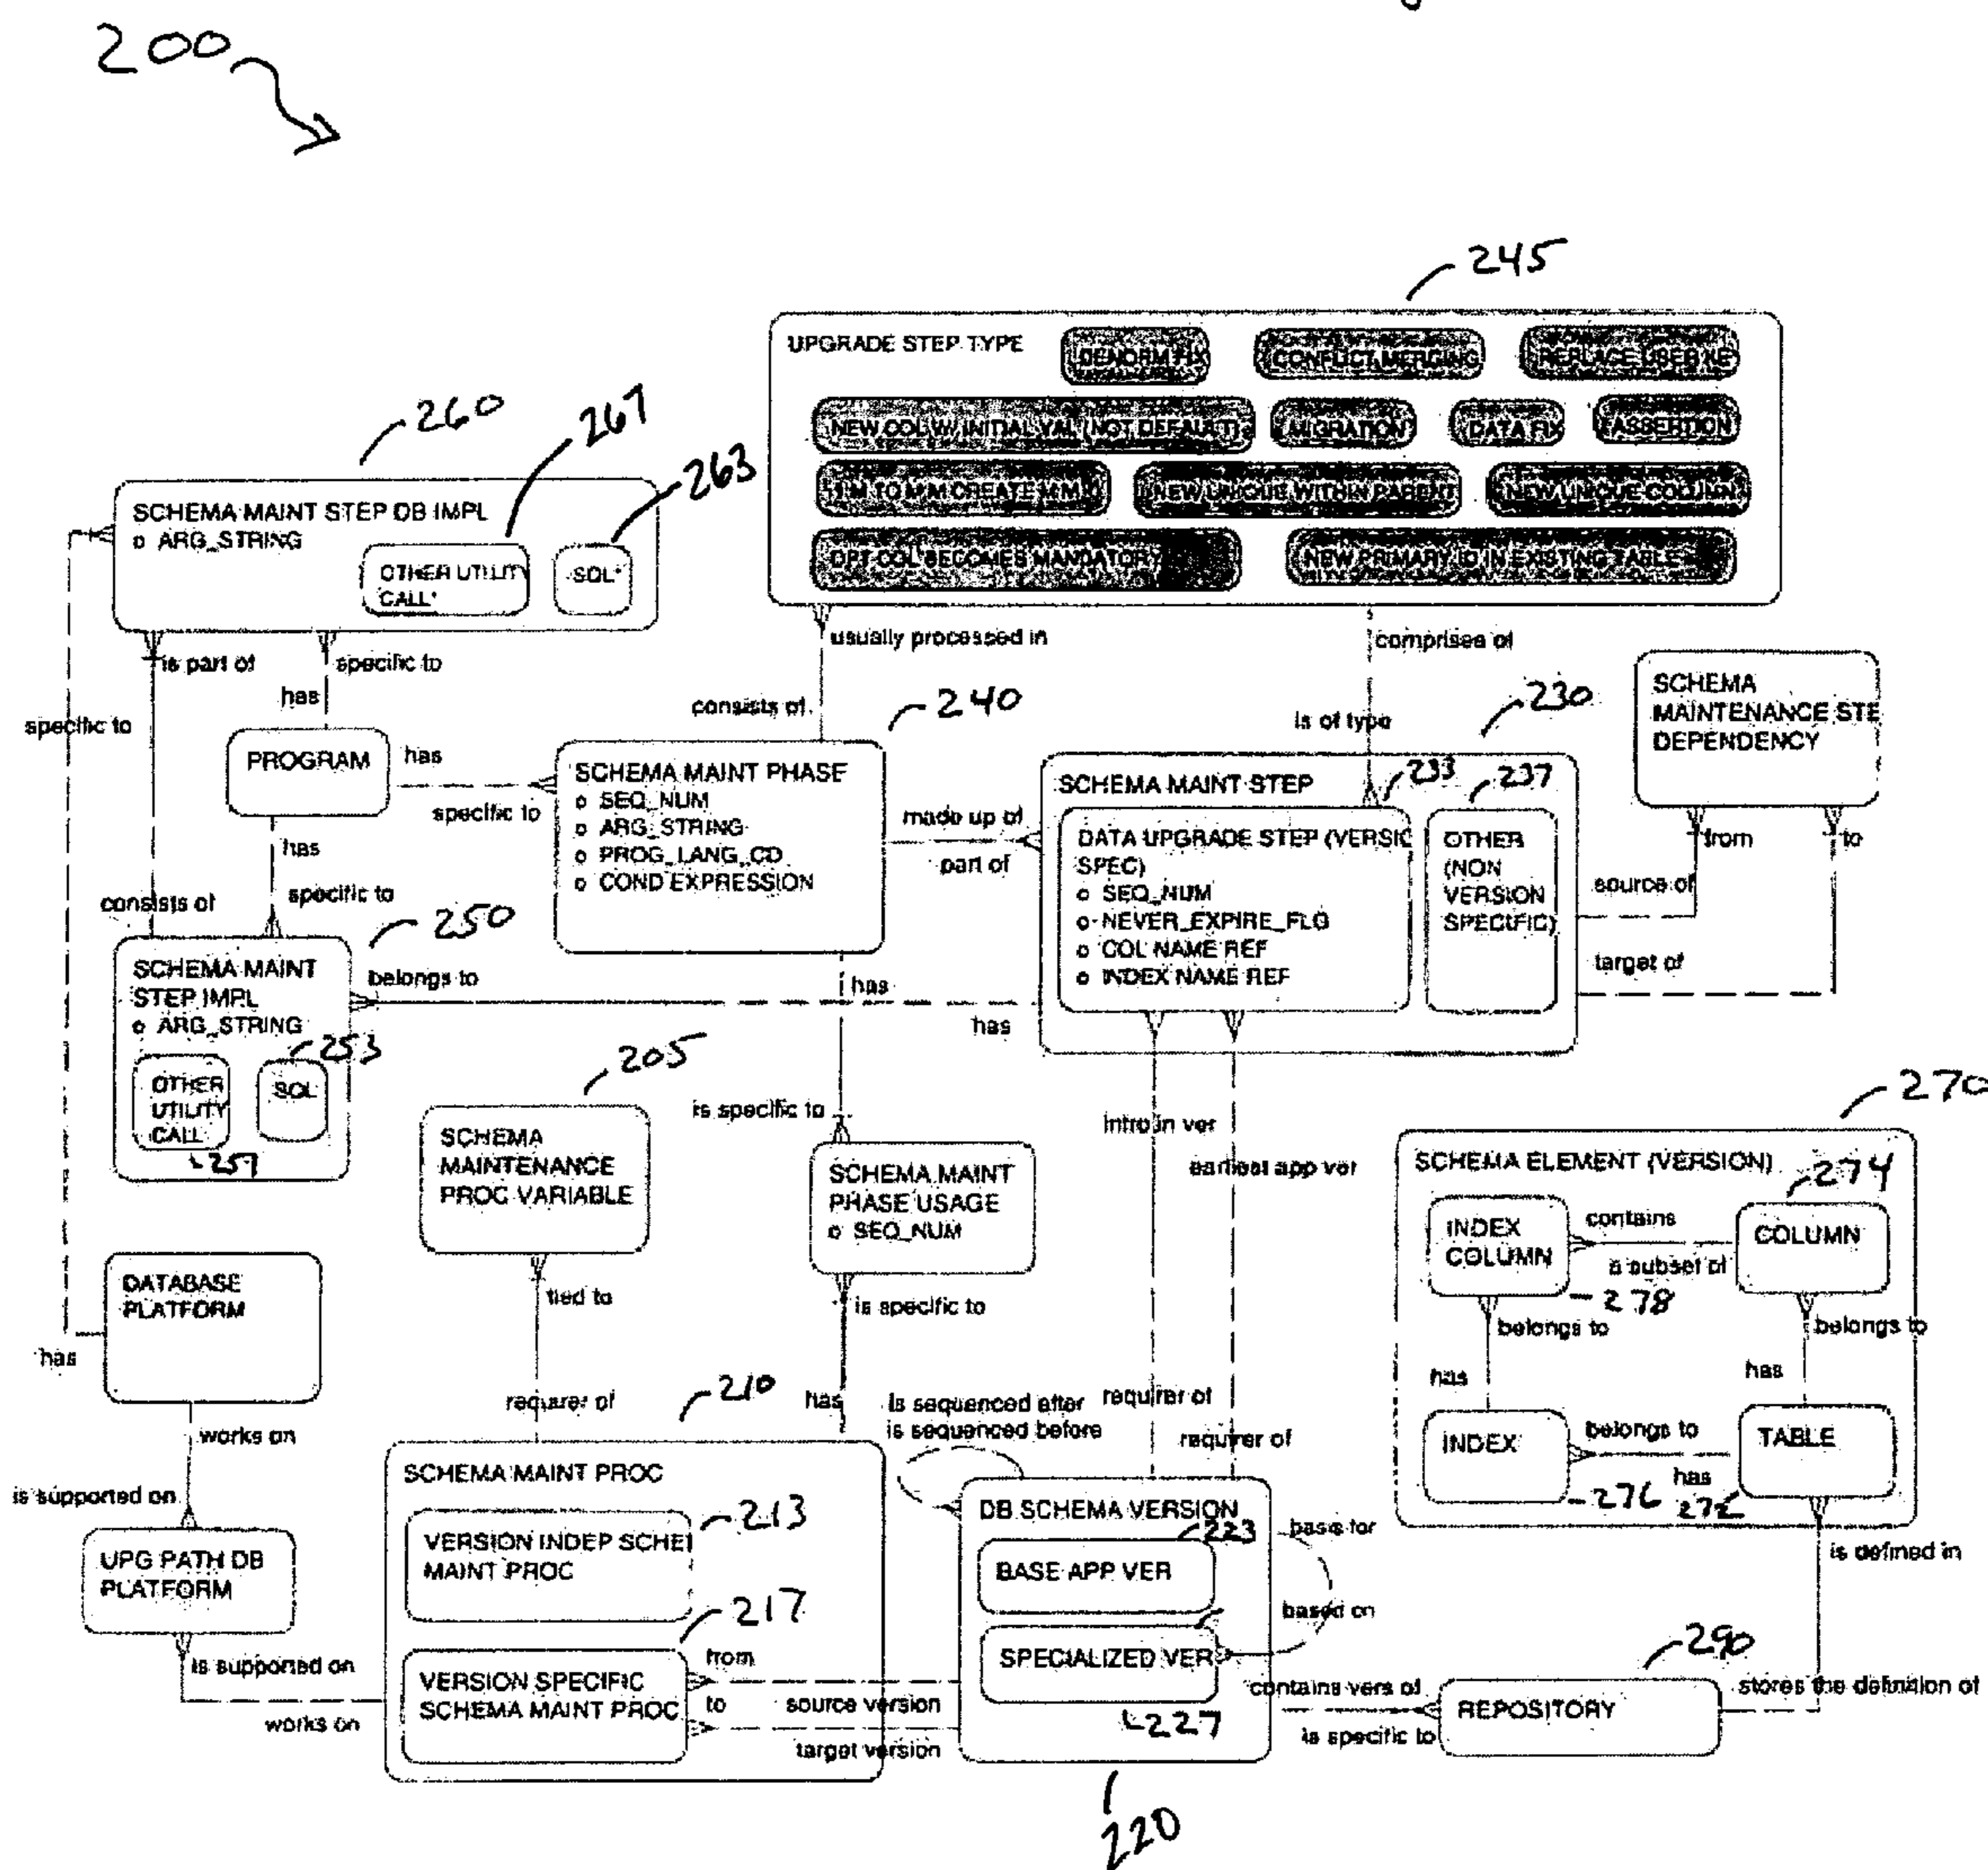 200
245
UPGRADE STEP TYPE
DENORM FIX
CONFLICT MERGING
REPLACE USER KE
NEW COL W/ INITIAL VAL (NOT DEFAULT)
MIGRATION
DATA FIX
ASSERTION
1:M TO M:M CREATE M:M
NEW UNIQUE WITHIN PARENT
NEW UNIQUE COLUMN
OPT COL BECOMES MANDATORY
NEW PRIMARY ID IN EXISTING TABLE
260
267
263
SCHEMA MAINT STEP DB IMPL
o ARG_STRING
OTHER UTILITY
CALL*
SQL*
is part of
specific to
has
specific to
usually processed in
comprises of
consists of
is of type
240
230
SCHEMA
MAINTENANCE STE
DEPENDENCY
PROGRAM
has
specific to
SCHEMA MAINT PHASE
o SEQ_NUM
o ARG_STRING
o PROG_LANG_CD
o COND EXPRESSION
made up of
part of
SCHEMA MAINT STEP
233
237
DATA UPGRADE STEP (VERSIC
SPEC)
o SEQ_NUM
o NEVER_EXPIRE_FLG
o COL NAME REF
o INDEX NAME REF
OTHER
(NON
VERSION
SPECIFIC)
from
to
source of
target of
has
specific to
consists of
250
SCHEMA MAINT
STEP IMPL
o ARG_STRING
253
OTHER
UTILITY
CALL
SQL
257
belongs to
has
has
205
SCHEMA
MAINTENANCE
PROC VARIABLE
is specific to
SCHEMA MAINT
PHASE USAGE
o SEQ_NUM
intro in ver
earliest app ver
270
SCHEMA ELEMENT (VERSION)
274
INDEX
COLUMN
contains
a subset of
COLUMN
278
belongs to
belongs to
has
has
INDEX
belongs to
has
TABLE
276
272
DATABASE
PLATFORM
has
works on
is supported on
UPG PATH DB
PLATFORM
is supported on
works on
tied to
requirer of
is specific to
has
210
SCHEMA MAINT PROC
213
VERSION INDEP SCHEI
MAINT PROC
217
VERSION SPECIFIC
SCHEMA MAINT PROC
from
to
source version
target version
is sequenced after
is sequenced before
requirer of
requirer of
DB SCHEMA VERSION
223
BASE APP VER
SPECIALIZED VER
227
220
basis for
based on
contains vers of
is specific to
290
REPOSITORY
stores the definition of
is defined in